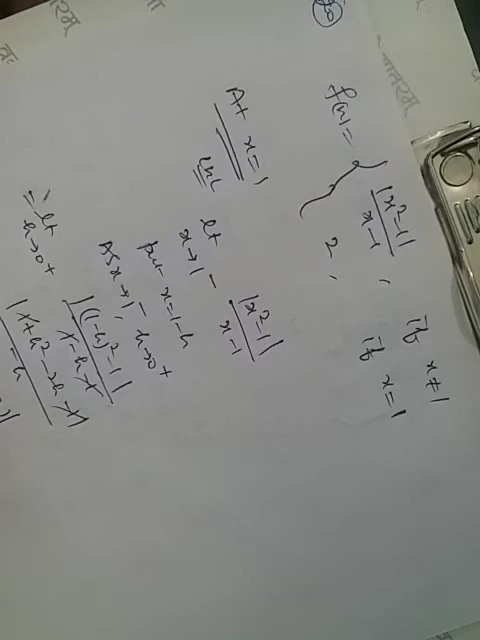 50
f(x) = { |x²-1| / x-1 , if x≠1
2 , if x=1
At x=1
LHL
lt x→1- |x²-1| / x-1
put x=1-h
As x→1-, h→0+
|(1-h)²-1| / 1-h-1
= lt h→0+ |1+h²-2h-1| / -h